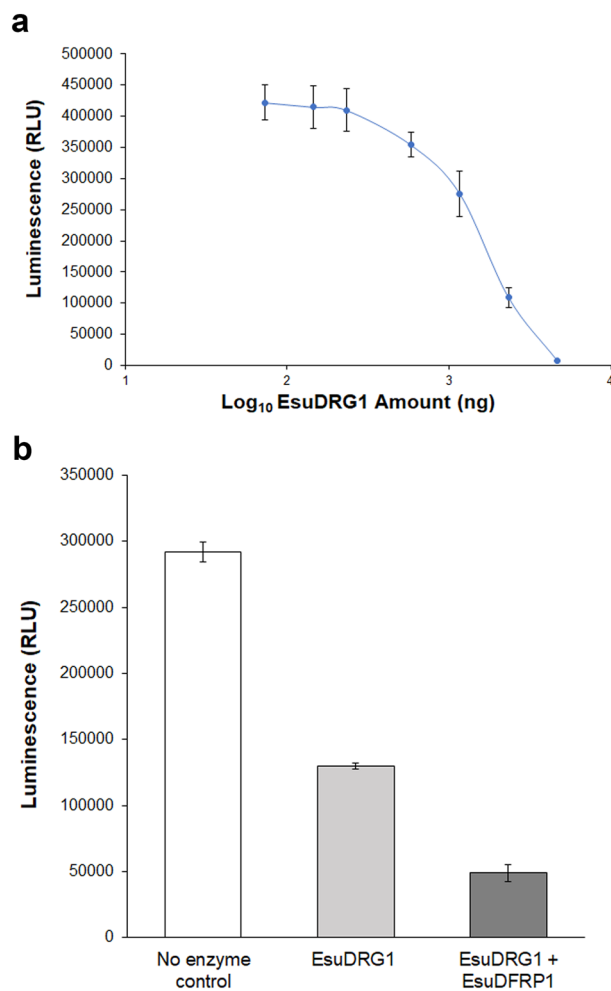 a
500000
450000
400000
350000
300000
250000
200000
150000
100000
50000
0
Luminescence (RLU)
1
2
3
4
Log₁₀ EsuDRG1 Amount (ng)
b
350000
300000
250000
200000
150000
100000
50000
0
Luminescence (RLU)
No enzyme
control
EsuDRG1
EsuDRG1 +
EsuDFRP1